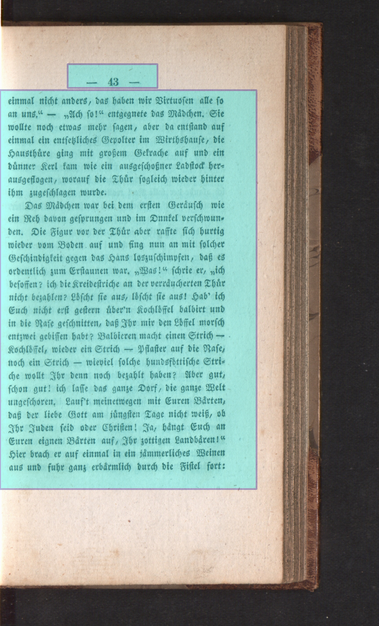 — 43 —
einmal nicht anders, das haben wir Virtuosen alle so
an uns.“ — „Ach so!“ entgegnete das Mädchen. Sie
wollte noch etwas mehr sagen, aber da entstand auf
einmal ein entsetzliches Gepolter im Wirthshause, die
Hausthüre ging mit großem Gekrache auf und ein
dünner Kerl kam wie ein ausgeschoßner Ladstock her-
ausgeflogen, worauf die Thür sogleich wieder hinter
ihm zugeschlagen wurde.
Das Mädchen war bei dem ersten Geräusch wie
ein Reh davon gesprungen und im Dunkel verschwun-
den. Die Figur vor der Thür aber raffte sich hurtig
wieder vom Boden auf und fing nun an mit solcher
Geschindigkeit gegen das Haus loszuschimpfen, daß es
ordentlich zum Erstaunen war. „Was!“ schrie er, „ich
besoffen? ich die Kreidestriche an der verräucherten Thür
nicht bezahlen? Löscht sie aus, löscht sie aus! Hab' ich
Euch nicht erst gestern über'n Kochlöffel balbirt und
in die Nase geschnitten, daß Ihr mir den Löffel morsch
entzwei gebissen habt? Balbieren macht einen Strich —
Kochlöffel, wieder ein Strich — Pflaster auf die Nase,
noch ein Strich — wieviel solche hundsföttische Stri-
che wollt Ihr denn noch bezahlt haben? Aber gut,
schon gut! ich lasse das ganze Dorf, die ganze Welt
ungeschoren. Lauf't meinetwegen mit Euren Bärten,
daß der liebe Gott am jüngsten Tage nicht weiß, ob
Ihr Juden seid oder Christen! Ja, hängt Euch an
Euren eignen Bärten auf, Ihr zottigen Landbären!“
Hier brach er auf einmal in ein jämmerliches Weinen
aus und fuhr ganz erbärmlich durch die Fistel fort: